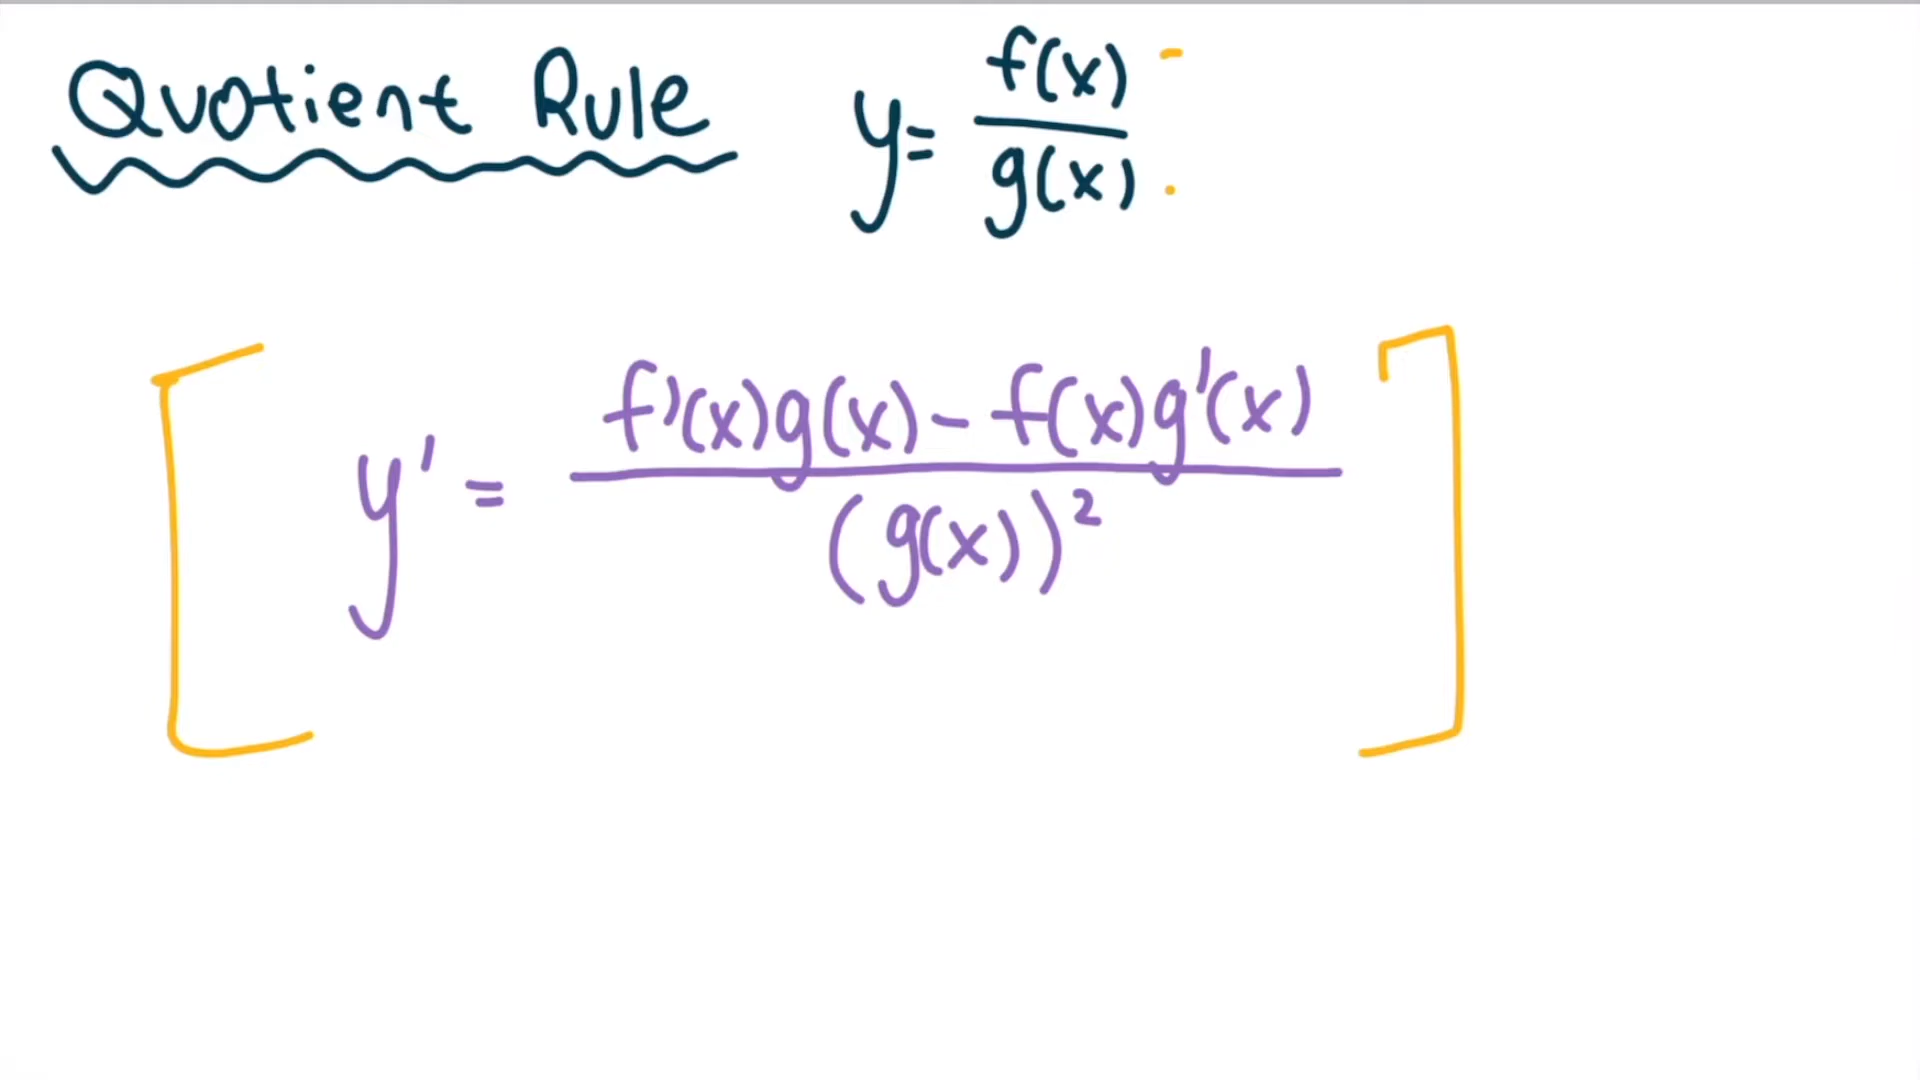 Quotient Rule y = f(x) / g(x)
y' = f'(x)g(x) - f(x)g'(x) / (g(x))²